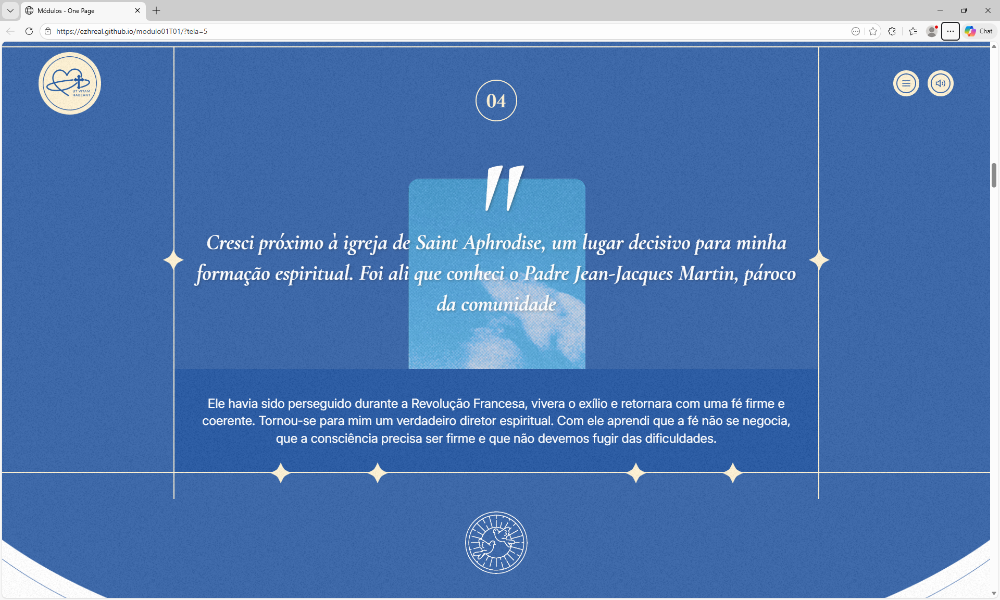 Módulos - One Page
https://ezhreal.github.io/modulo01T01/?tela=5
Chat
UT VITAM
HABEANT
04
"
Cresci próximo à igreja de Saint Aphrodise, um lugar decisivo para minha
formação espiritual. Foi ali que conheci o Padre Jean-Jacques Martin, pároco
da comunidade
Ele havia sido perseguido durante a Revolução Francesa, vivera o exílio e retornara com uma fé firme e
coerente. Tornou-se para mim um verdadeiro diretor espiritual. Com ele aprendi que a fé não se negocia,
que a consciência precisa ser firme e que não devemos fugir das dificuldades.